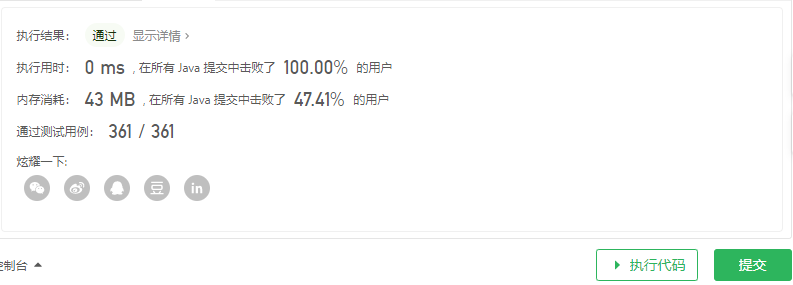 执行结果： 通过 显示详情 ›
执行用时： 0 ms , 在所有 Java 提交中击败了 100.00% 的用户
内存消耗： 43 MB , 在所有 Java 提交中击败了 47.41% 的用户
通过测试用例： 361 / 361
炫耀一下:
豆 in
控制台 执行代码 提交